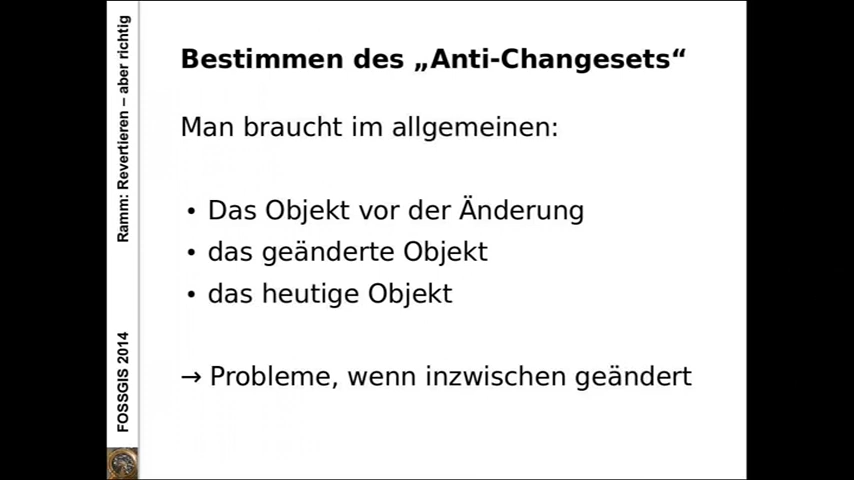 Bestimmen des „Anti-Changesets“
Man braucht im allgemeinen:
• Das Objekt vor der Änderung
• das geänderte Objekt
• das heutige Objekt
→ Probleme, wenn inzwischen geändert
Ramm: Revertieren – aber richtig
FOSSGIS 2014